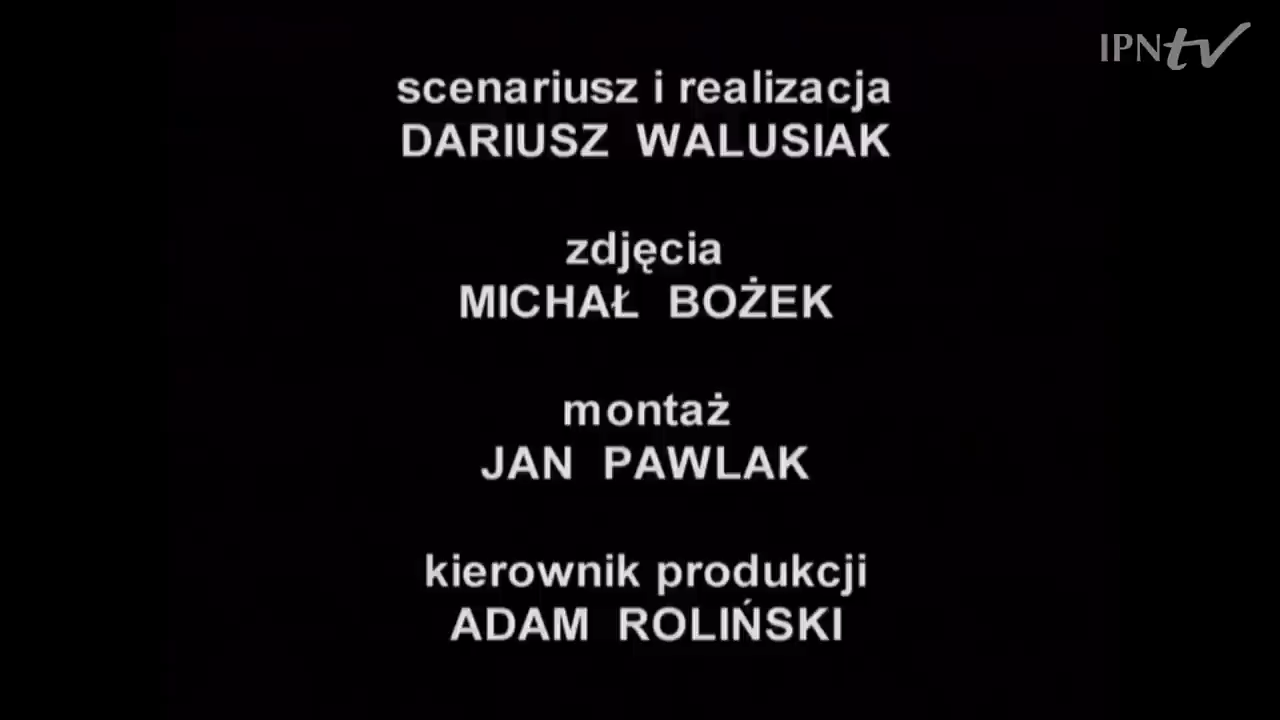 IPNtv
scenariusz i realizacja
DARIUSZ WALUSIAK
zdjęcia
MICHAŁ BOŻEK
montaż
JAN PAWLAK
kierownik produkcji
ADAM ROLIŃSKI